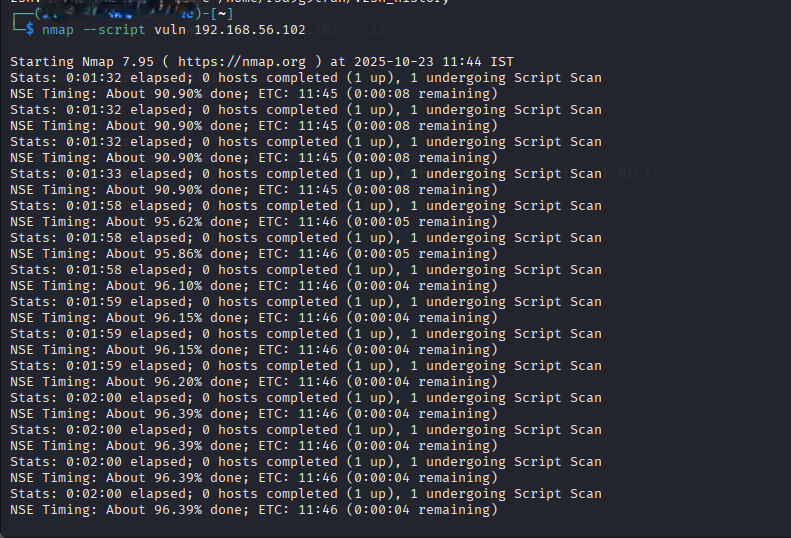 ┌──( )-[~]
└─$ nmap --script vuln 192.168.56.102
Starting Nmap 7.95 ( https://nmap.org ) at 2025-10-23 11:44 IST
Stats: 0:01:32 elapsed; 0 hosts completed (1 up), 1 undergoing Script Scan
NSE Timing: About 90.90% done; ETC: 11:45 (0:00:08 remaining)
Stats: 0:01:32 elapsed; 0 hosts completed (1 up), 1 undergoing Script Scan
NSE Timing: About 90.90% done; ETC: 11:45 (0:00:08 remaining)
Stats: 0:01:32 elapsed; 0 hosts completed (1 up), 1 undergoing Script Scan
NSE Timing: About 90.90% done; ETC: 11:45 (0:00:08 remaining)
Stats: 0:01:33 elapsed; 0 hosts completed (1 up), 1 undergoing Script Scan
NSE Timing: About 90.90% done; ETC: 11:45 (0:00:08 remaining)
Stats: 0:01:58 elapsed; 0 hosts completed (1 up), 1 undergoing Script Scan
NSE Timing: About 95.62% done; ETC: 11:46 (0:00:05 remaining)
Stats: 0:01:58 elapsed; 0 hosts completed (1 up), 1 undergoing Script Scan
NSE Timing: About 95.86% done; ETC: 11:46 (0:00:05 remaining)
Stats: 0:01:58 elapsed; 0 hosts completed (1 up), 1 undergoing Script Scan
NSE Timing: About 96.10% done; ETC: 11:46 (0:00:04 remaining)
Stats: 0:01:59 elapsed; 0 hosts completed (1 up), 1 undergoing Script Scan
NSE Timing: About 96.15% done; ETC: 11:46 (0:00:04 remaining)
Stats: 0:01:59 elapsed; 0 hosts completed (1 up), 1 undergoing Script Scan
NSE Timing: About 96.15% done; ETC: 11:46 (0:00:04 remaining)
Stats: 0:01:59 elapsed; 0 hosts completed (1 up), 1 undergoing Script Scan
NSE Timing: About 96.20% done; ETC: 11:46 (0:00:04 remaining)
Stats: 0:02:00 elapsed; 0 hosts completed (1 up), 1 undergoing Script Scan
NSE Timing: About 96.39% done; ETC: 11:46 (0:00:04 remaining)
Stats: 0:02:00 elapsed; 0 hosts completed (1 up), 1 undergoing Script Scan
NSE Timing: About 96.39% done; ETC: 11:46 (0:00:04 remaining)
Stats: 0:02:00 elapsed; 0 hosts completed (1 up), 1 undergoing Script Scan
NSE Timing: About 96.39% done; ETC: 11:46 (0:00:04 remaining)
Stats: 0:02:00 elapsed; 0 hosts completed (1 up), 1 undergoing Script Scan
NSE Timing: About 96.39% done; ETC: 11:46 (0:00:04 remaining)